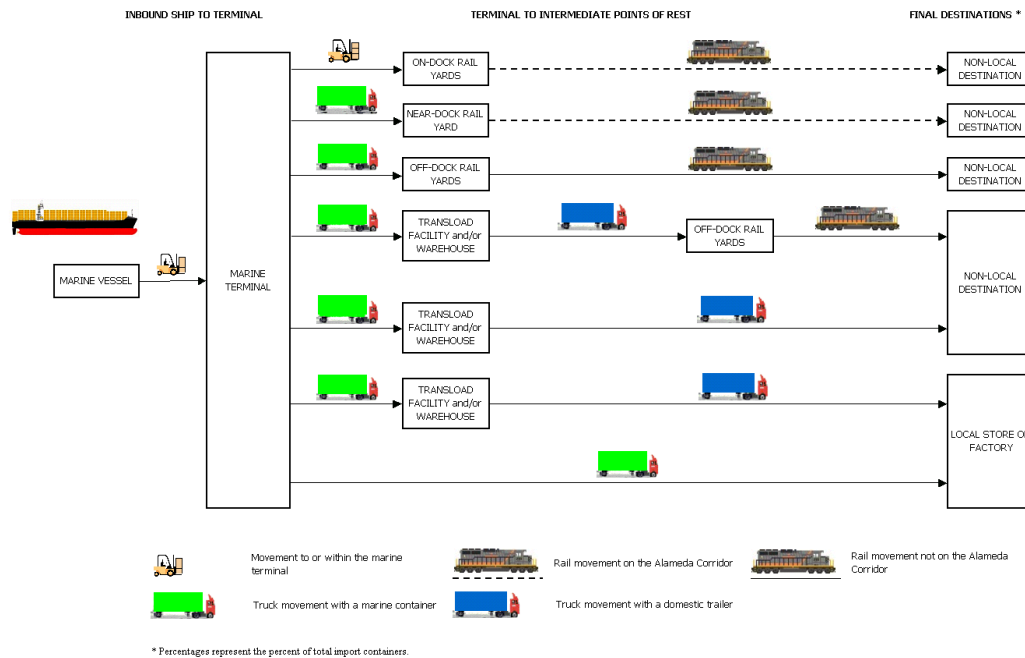 INBOUND SHIP TO TERMINAL
TERMINAL TO INTERMEDIATE POINTS OF REST
FINAL DESTINATIONS *
ON-DOCK RAIL
YARDS
NON-LOCAL
DESTINATION
NEAR-DOCK RAIL
YARD
NON-LOCAL
DESTINATION
OFF-DOCK RAIL
YARDS
NON-LOCAL
DESTINATION
TRANSLOAD
FACILITY and/or
WAREHOUSE
OFF-DOCK RAIL
YARDS
MARINE VESSEL
MARINE
TERMINAL
NON-LOCAL
DESTINATION
TRANSLOAD
FACILITY and/or
WAREHOUSE
TRANSLOAD
FACILITY and/or
WAREHOUSE
LOCAL STORE O
FACTORY
Movement to or within the marine
terminal
Rail movement on the Alameda Corridor
Rail movement not on the Alameda
Corridor
Truck movement with a marine container
Truck movement with a domestic trailer
* Percentages represent the percent of total import containers.